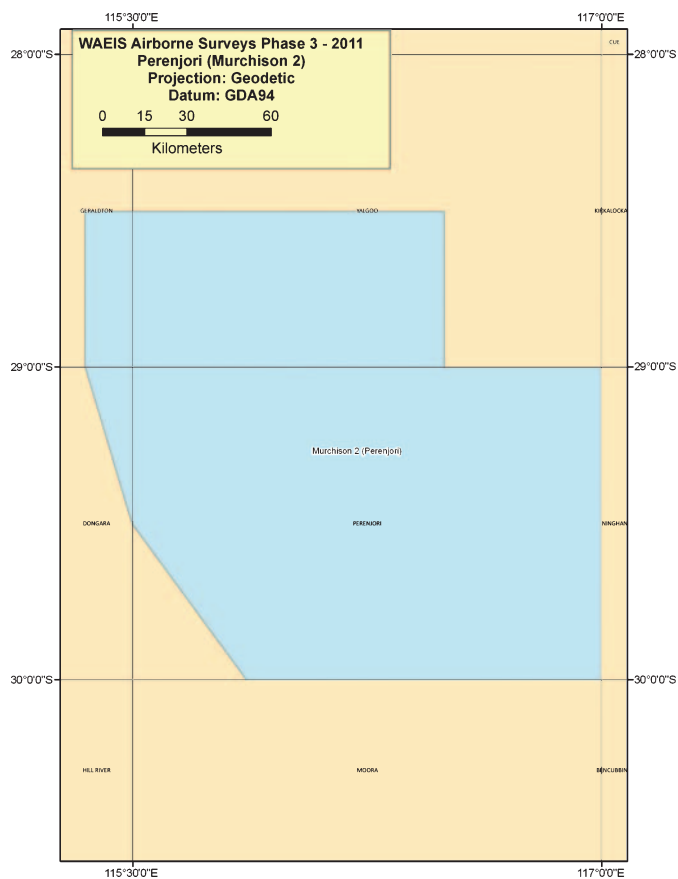 115°30'0"E 117°0'0"E
WAEIS Airborne Surveys Phase 3 - 2011
Perenjori (Murchison 2)
Projection: Geodetic
Datum: GDA94
0 15 30 60
Kilometers
CUE
28°0'0"S 28°0'0"S
GERALDTON YALGOO KIRKALOCKA
29°0'0"S 29°0'0"S
Murchison 2 (Perenjori)
DONGARA PERENJORI NINGHAN
30°0'0"S 30°0'0"S
HILL RIVER MOORA BENCUBBIN
115°30'0"E 117°0'0"E